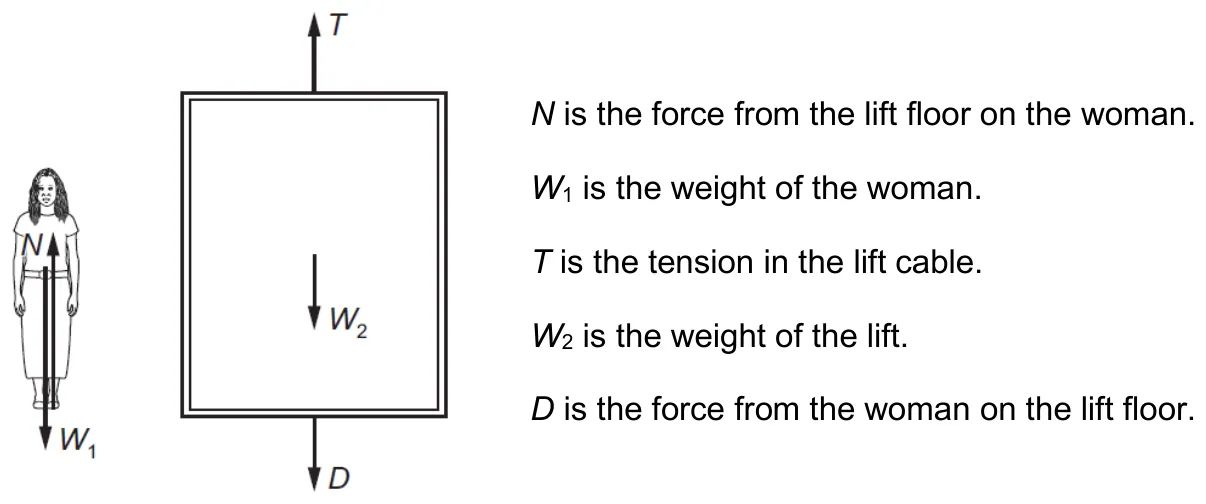 T
N
W₁
W₂
D
N is the force from the lift floor on the woman.
W₁ is the weight of the woman.
T is the tension in the lift cable.
W₂ is the weight of the lift.
D is the force from the woman on the lift floor.